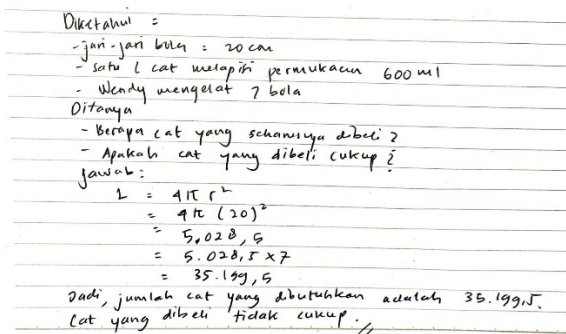 Diketahui :
- jari-jari bola : 20 cm
- satu l cat melapisi permukaan 600 ml
- Wendy mengecat 7 bola
Ditanya
- Berapa cat yang seharusnya dibeli ?
- Apakah cat yang dibeli cukup ?
jawab :
L = 4π r²
= 4π (20)²
= 5.028,5
= 5.028,5 x 7
= 35.199,5
Jadi, jumlah cat yang dibutuhkan adalah 35.199,5.
Cat yang dibeli tidak cukup.